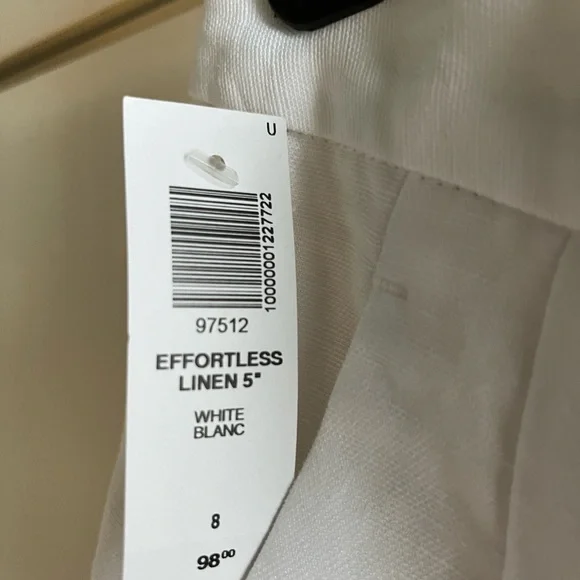 U
10000001227722
97512
EFFORTLESS
LINEN 5"
WHITE
BLANC
8
98⁰⁰